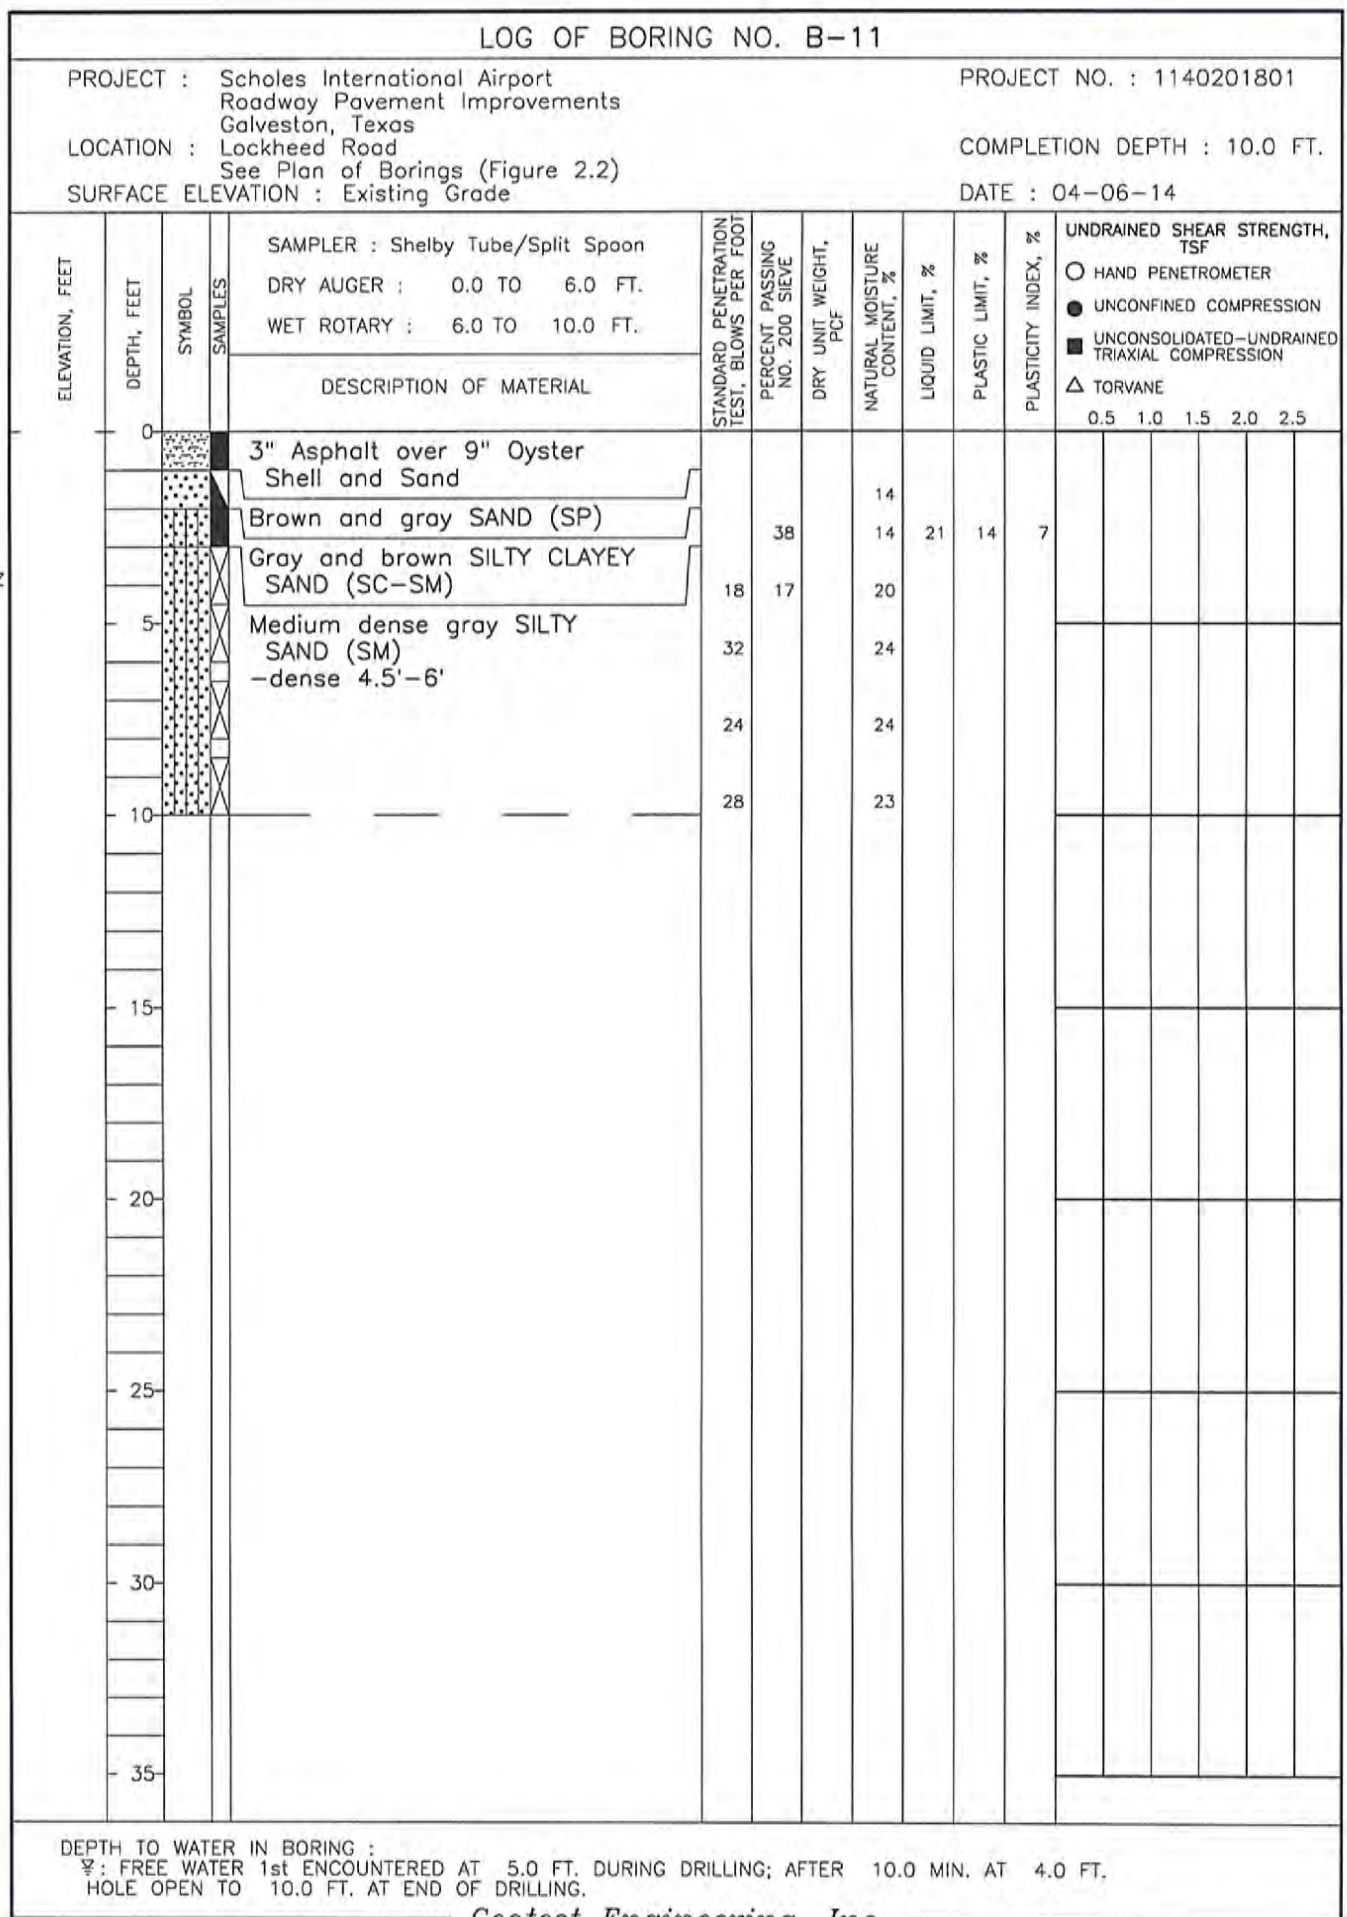 LOG OF BORING NO. B-11
PROJECT : Scholes International Airport
Roadway Pavement Improvements
Galveston, Texas
LOCATION : Lockheed Road
See Plan of Borings (Figure 2.2)
SURFACE ELEVATION : Existing Grade
PROJECT NO. : 1140201801
COMPLETION DEPTH : 10.0 FT.
DATE : 04-06-14
ELEVATION, FEET
DEPTH, FEET
SYMBOL
SAMPLES
SAMPLER : Shelby Tube/Split Spoon
DRY AUGER : 0.0 TO 6.0 FT.
WET ROTARY : 6.0 TO 10.0 FT.
DESCRIPTION OF MATERIAL
STANDARD PENETRATION
TEST, BLOWS PER FOOT
PERCENT PASSING
NO. 200 SIEVE
DRY UNIT WEIGHT,
PCF
NATURAL MOISTURE
CONTENT, %
LIQUID LIMIT, %
PLASTIC LIMIT, %
PLASTICITY INDEX, %
UNDRAINED SHEAR STRENGTH,
TSF
HAND PENETROMETER
UNCONFINED COMPRESSION
UNCONSOLIDATED-UNDRAINED
TRIAXIAL COMPRESSION
TORVANE
0.5 1.0 1.5 2.0 2.5
0
3" Asphalt over 9" Oyster
Shell and Sand
14
Brown and gray SAND (SP)
38 14 21 14 7
Gray and brown SILTY CLAYEY
SAND (SC-SM)
18 17 20
5
Medium dense gray SILTY
SAND (SM)
32 24
-dense 4.5'-6'
24 24
28 23
10
15
20
25
30
35
DEPTH TO WATER IN BORING :
: FREE WATER 1st ENCOUNTERED AT 5.0 FT. DURING DRILLING; AFTER 10.0 MIN. AT 4.0 FT.
HOLE OPEN TO 10.0 FT. AT END OF DRILLING.